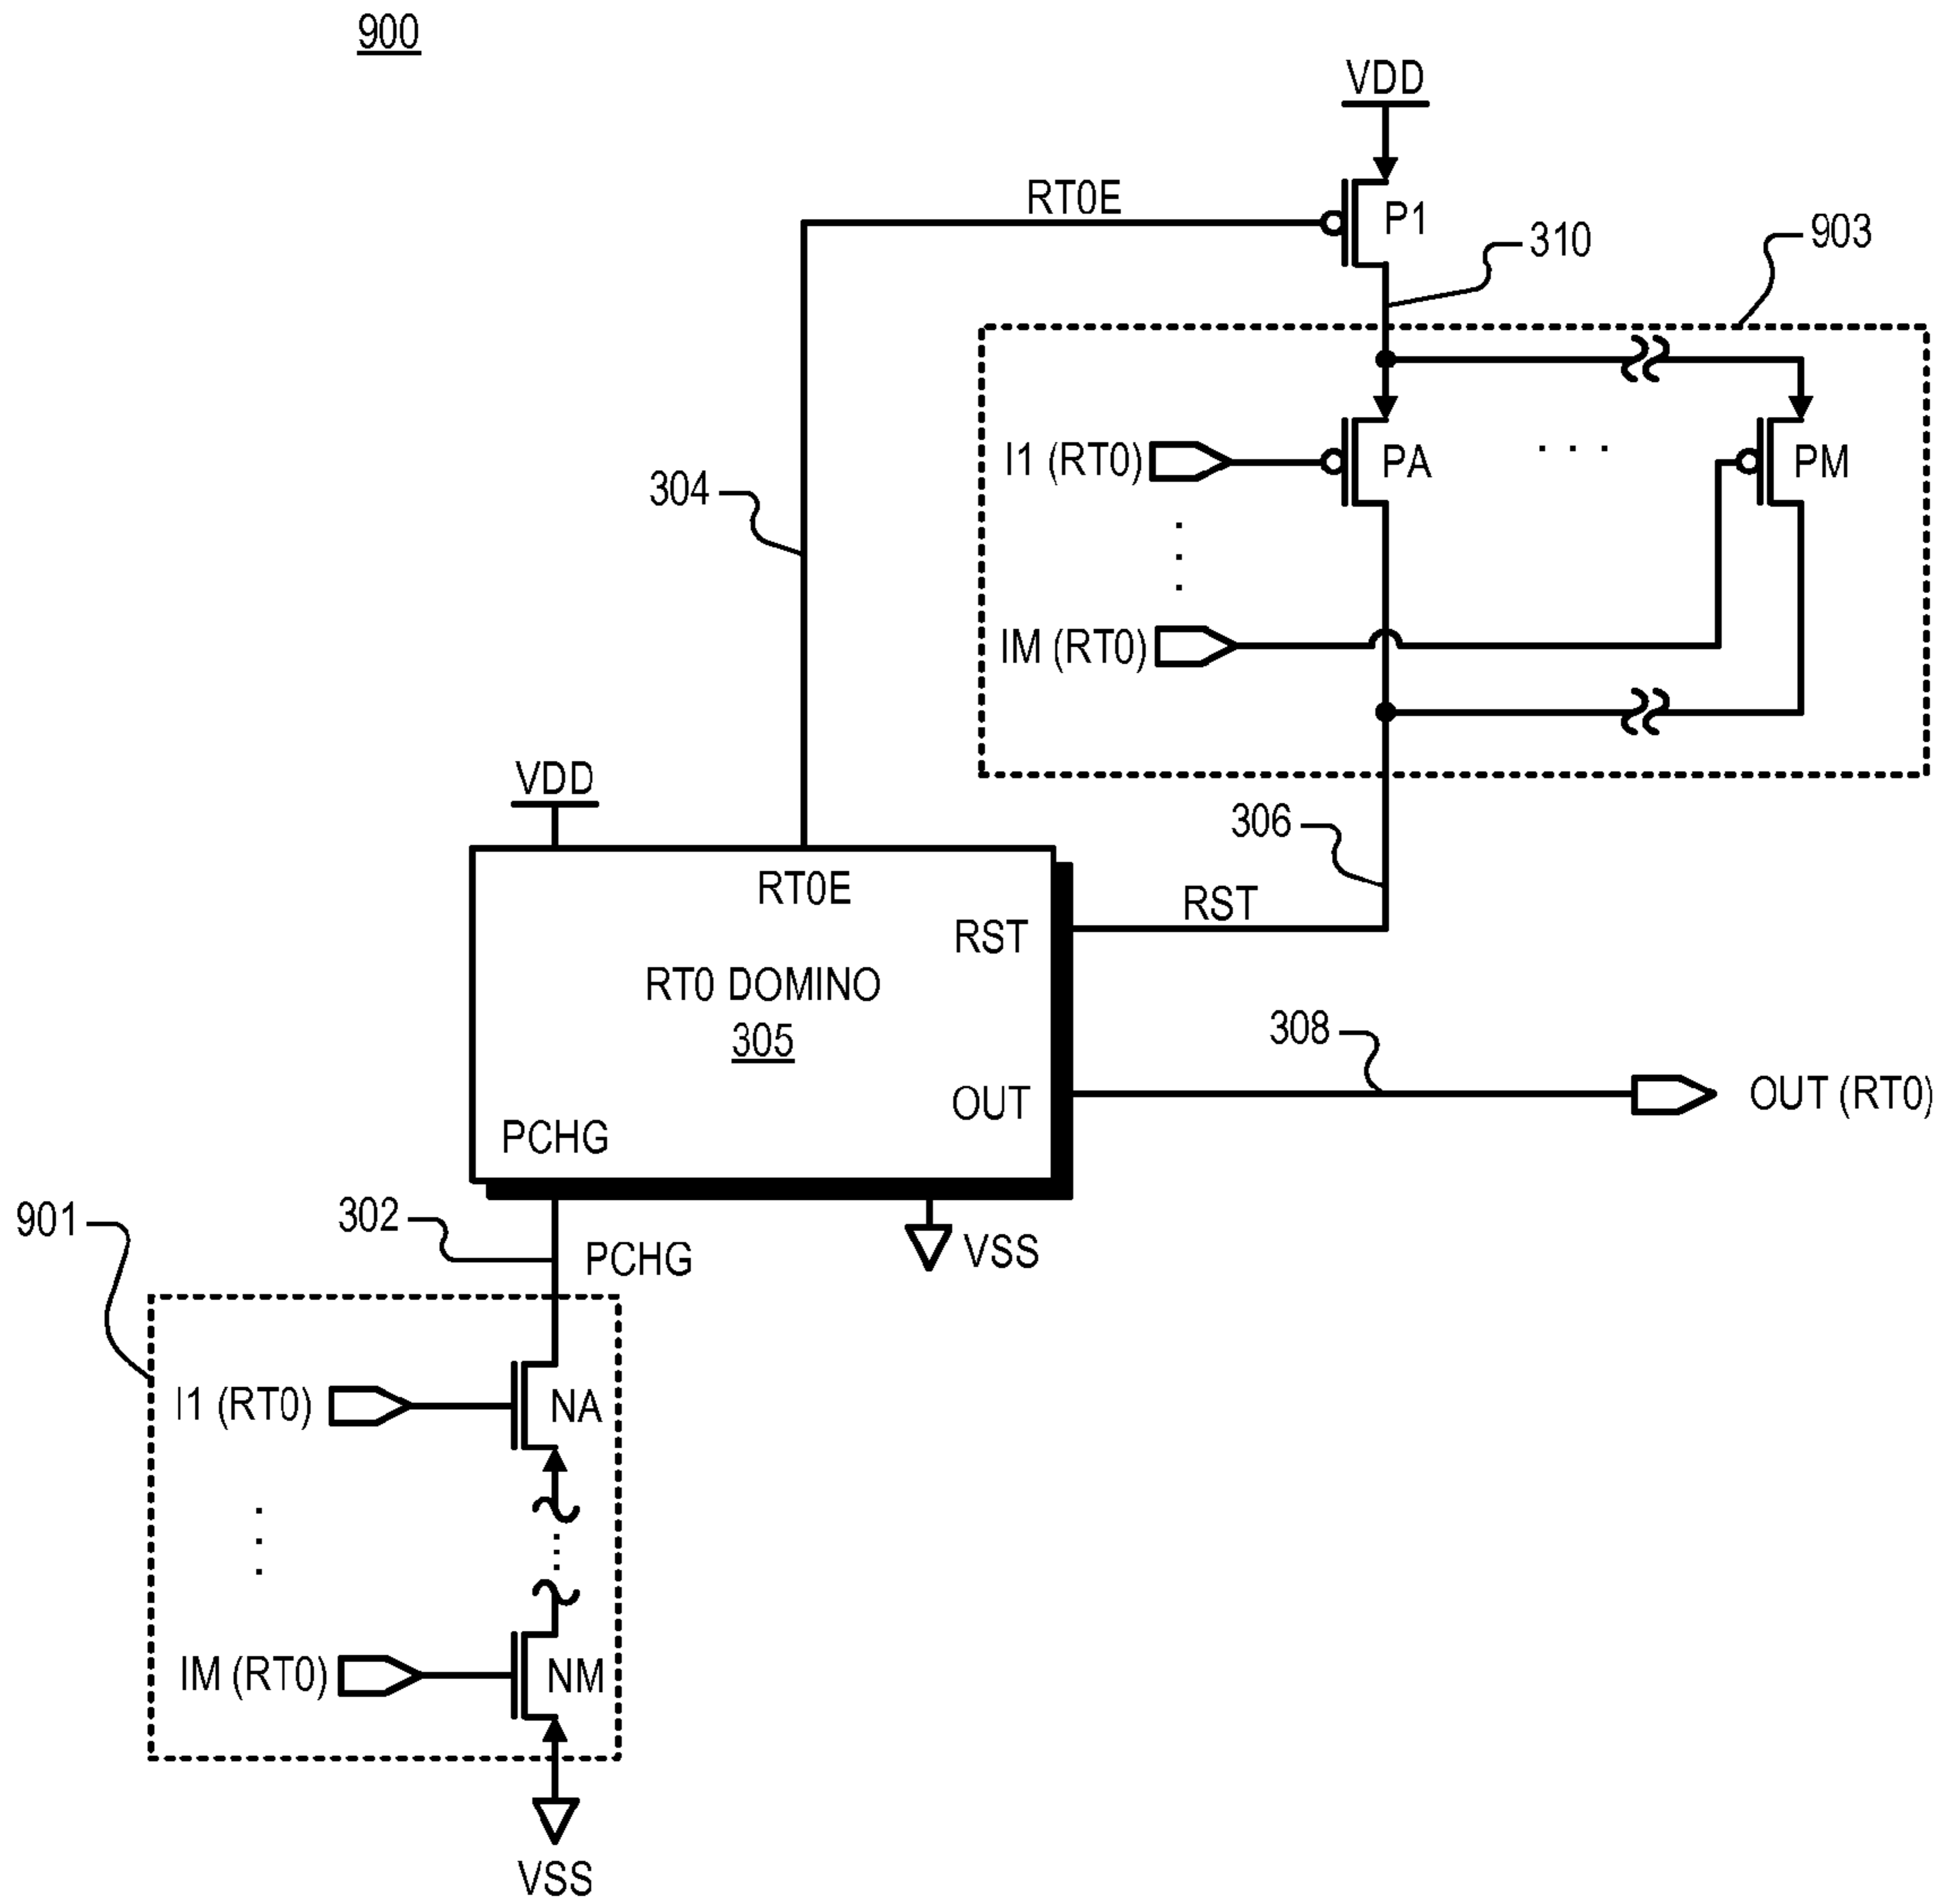 900
VDD
RT0E
P1
310
903
I1 (RT0)
PA
. . .
PM
304
IM (RT0)
VDD
306
RT0E
RST
RST
RT0 DOMINO
305
308
OUT
OUT (RT0)
PCHG
901
302
PCHG
VSS
I1 (RT0)
NA
IM (RT0)
NM
VSS